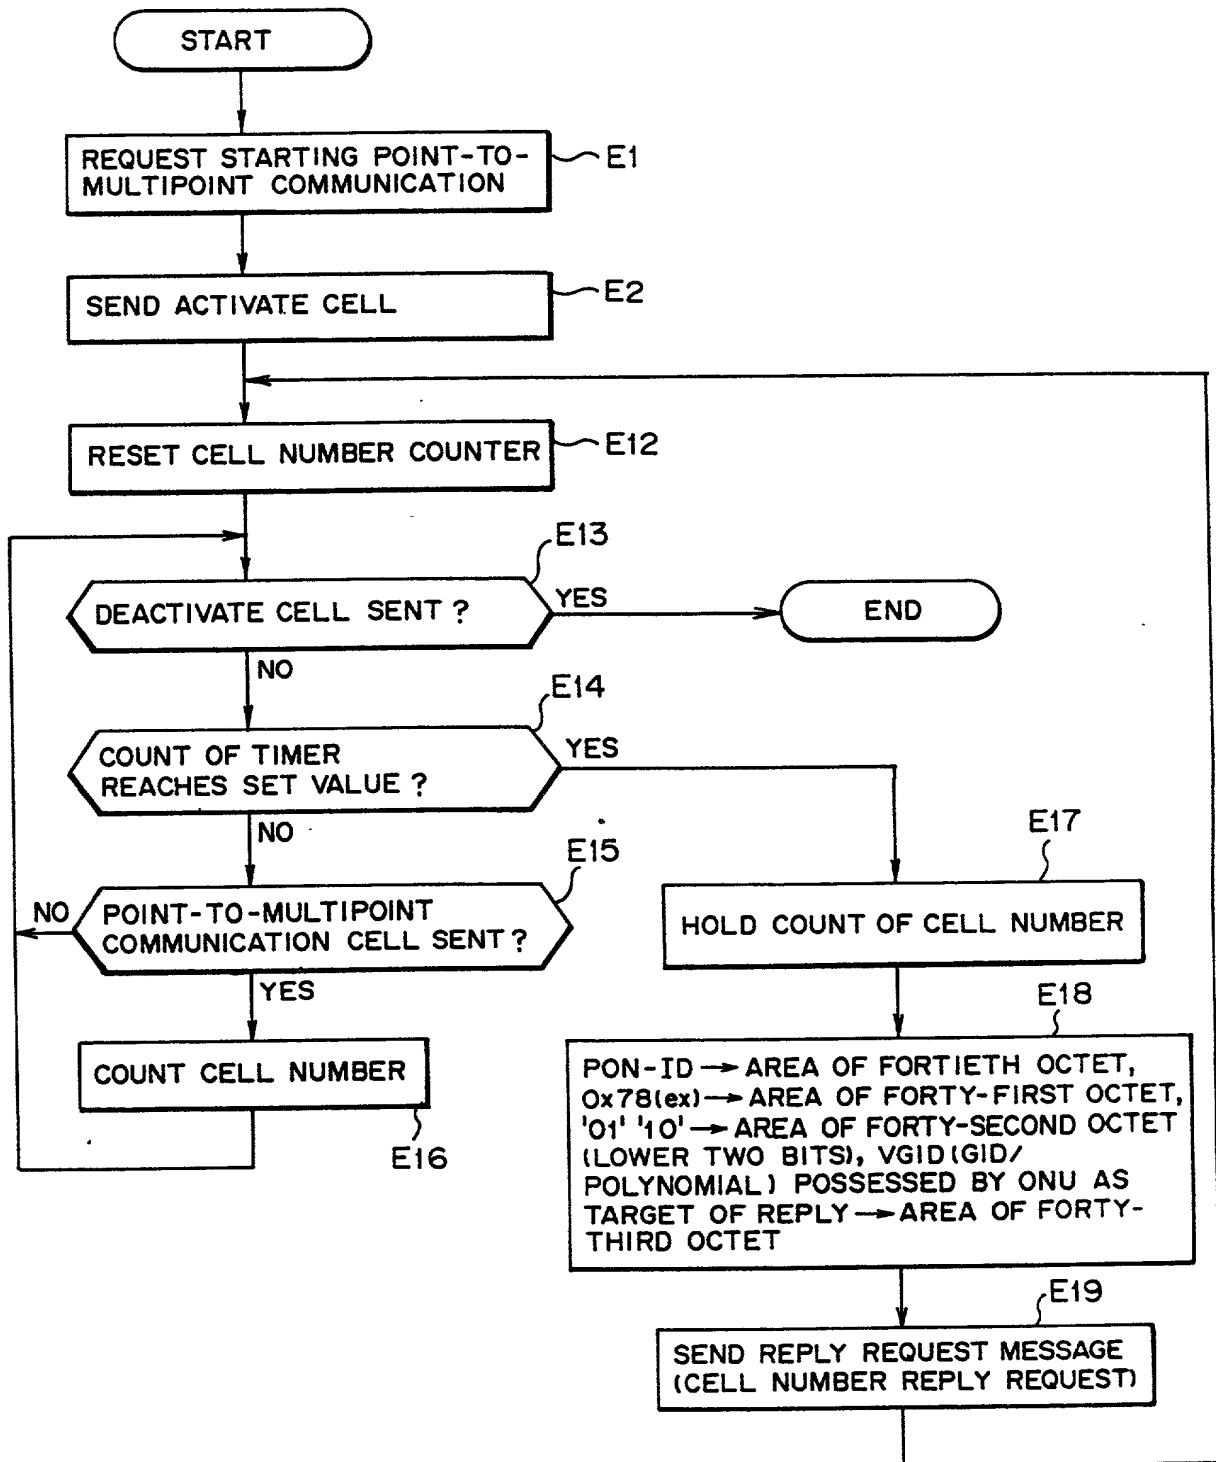 START
REQUEST STARTING POINT-TO-
MULTIPOINT COMMUNICATION
E1
SEND ACTIVATE CELL
E2
RESET CELL NUMBER COUNTER
E12
E13
DEACTIVATE CELL SENT ?
YES
END
NO
E14
COUNT OF TIMER
REACHES SET VALUE ?
YES
NO
E15
POINT-TO-MULTIPOINT
COMMUNICATION CELL SENT ?
NO
YES
COUNT CELL NUMBER
E16
E17
HOLD COUNT OF CELL NUMBER
E18
PON-ID → AREA OF FORTIETH OCTET,
0x78(ex) → AREA OF FORTY-FIRST OCTET,
'01' '10' → AREA OF FORTY-SECOND OCTET
(LOWER TWO BITS), VGID (GID/
POLYNOMIAL) POSSESSED BY ONU AS
TARGET OF REPLY → AREA OF FORTY-
THIRD OCTET
E19
SEND REPLY REQUEST MESSAGE
(CELL NUMBER REPLY REQUEST)